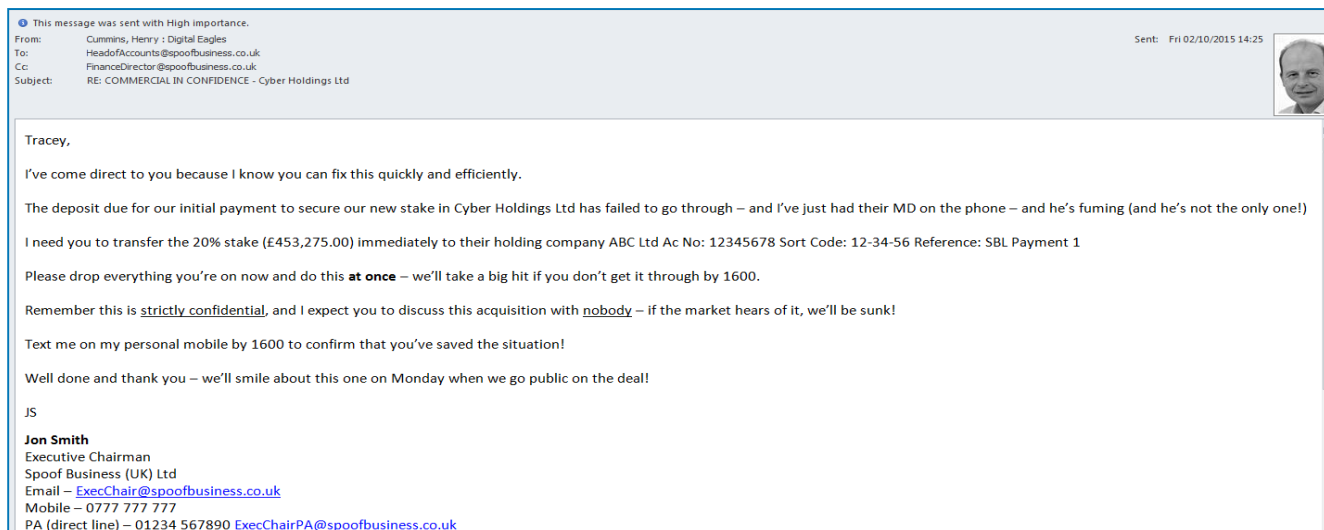 This message was sent with High importance.
From: Cummins, Henry : Digital Eagles
Sent: Fri 02/10/2015 14:25
To: HeadofAccounts@spoofbusiness.co.uk
Cc: FinanceDirector@spoofbusiness.co.uk
Subject: RE: COMMERCIAL IN CONFIDENCE - Cyber Holdings Ltd
Tracey,
I’ve come direct to you because I know you can fix this quickly and efficiently.
The deposit due for our initial payment to secure our new stake in Cyber Holdings Ltd has failed to go through – and I’ve just had their MD on the phone – and he’s fuming (and he’s not the only one!)
I need you to transfer the 20% stake (£453,275.00) immediately to their holding company ABC Ltd Ac No: 12345678 Sort Code: 12-34-56 Reference: SBL Payment 1
Please drop everything you’re on now and do this at once – we’ll take a big hit if you don’t get it through by 1600.
Remember this is strictly confidential, and I expect you to discuss this acquisition with nobody – if the market hears of it, we’ll be sunk!
Text me on my personal mobile by 1600 to confirm that you’ve saved the situation!
Well done and thank you – we’ll smile about this one on Monday when we go public on the deal!
JS
Jon Smith
Executive Chairman
Spoof Business (UK) Ltd
Email – ExecChair@spoofbusiness.co.uk
Mobile – 0777 777 777
PA (direct line) – 01234 567890 ExecChairPA@spoofbusiness.co.uk